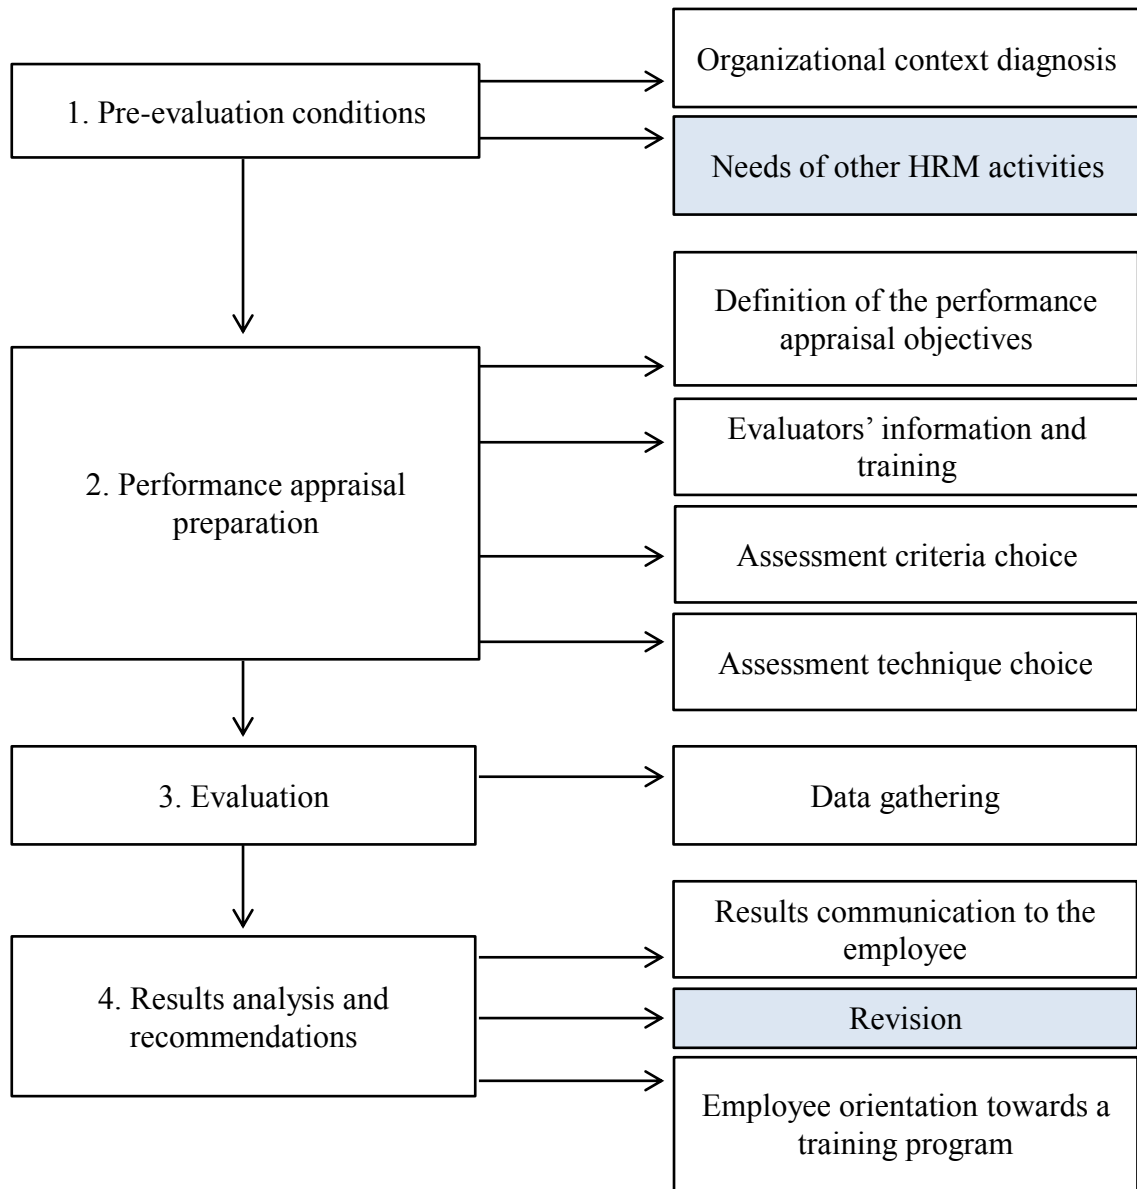 1. Pre-evaluation conditions
Organizational context diagnosis
Needs of other HRM activities
2. Performance appraisal
preparation
Definition of the performance
appraisal objectives
Evaluators’ information and
training
Assessment criteria choice
Assessment technique choice
3. Evaluation
Data gathering
4. Results analysis and
recommendations
Results communication to the
employee
Revision
Employee orientation towards a
training program